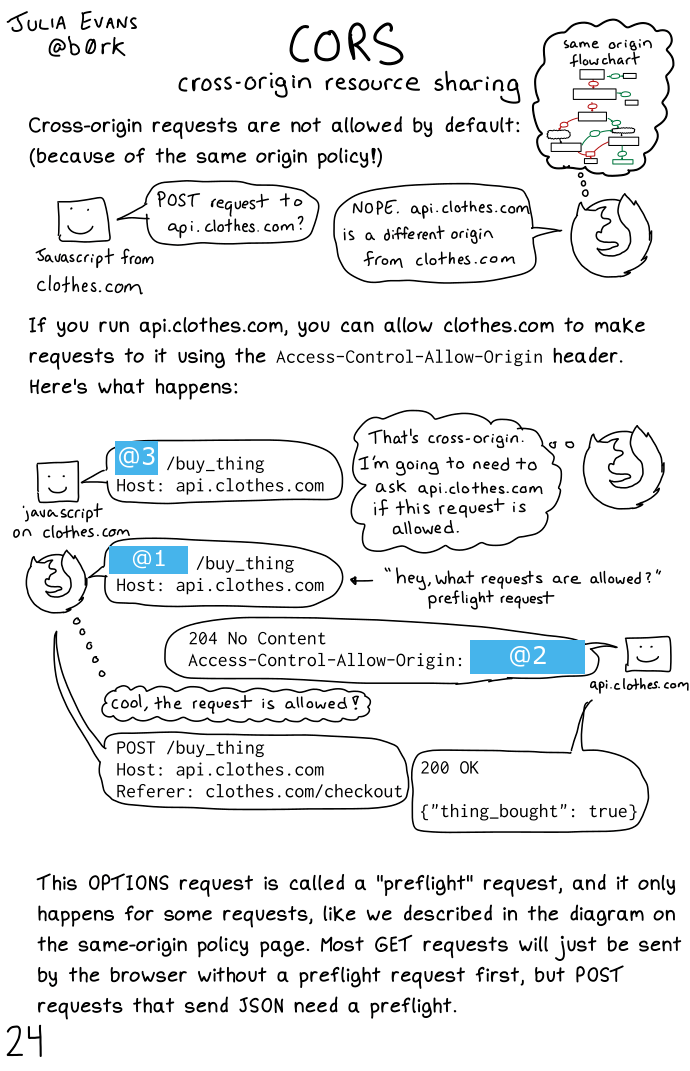 JULIA EVANS
@b0rk
CORS
cross-origin resource sharing
same origin
flowchart
Cross-origin requests are not allowed by default:
(because of the same origin policy!)
POST request to
api.clothes.com?
NOPE. api.clothes.com
is a different origin
from clothes.com
Javascript from
clothes.com
If you run api.clothes.com, you can allow clothes.com to make
requests to it using the Access-Control-Allow-Origin header.
Here's what happens:
@3 /buy_thing
Host: api.clothes.com
That's cross-origin.
I'm going to need to
ask api.clothes.com
if this request is
allowed.
javascript
on clothes.com
@1 /buy_thing
Host: api.clothes.com
"hey, what requests are allowed?"
preflight request
204 No Content
Access-Control-Allow-Origin: @2
api.clothes.com
cool, the request is allowed!
POST /buy_thing
Host: api.clothes.com
Referer: clothes.com/checkout
200 OK
{"thing_bought": true}
This OPTIONS request is called a "preflight" request, and it only
happens for some requests, like we described in the diagram on
the same-origin policy page. Most GET requests will just be sent
by the browser without a preflight request first, but POST
requests that send JSON need a preflight.
24